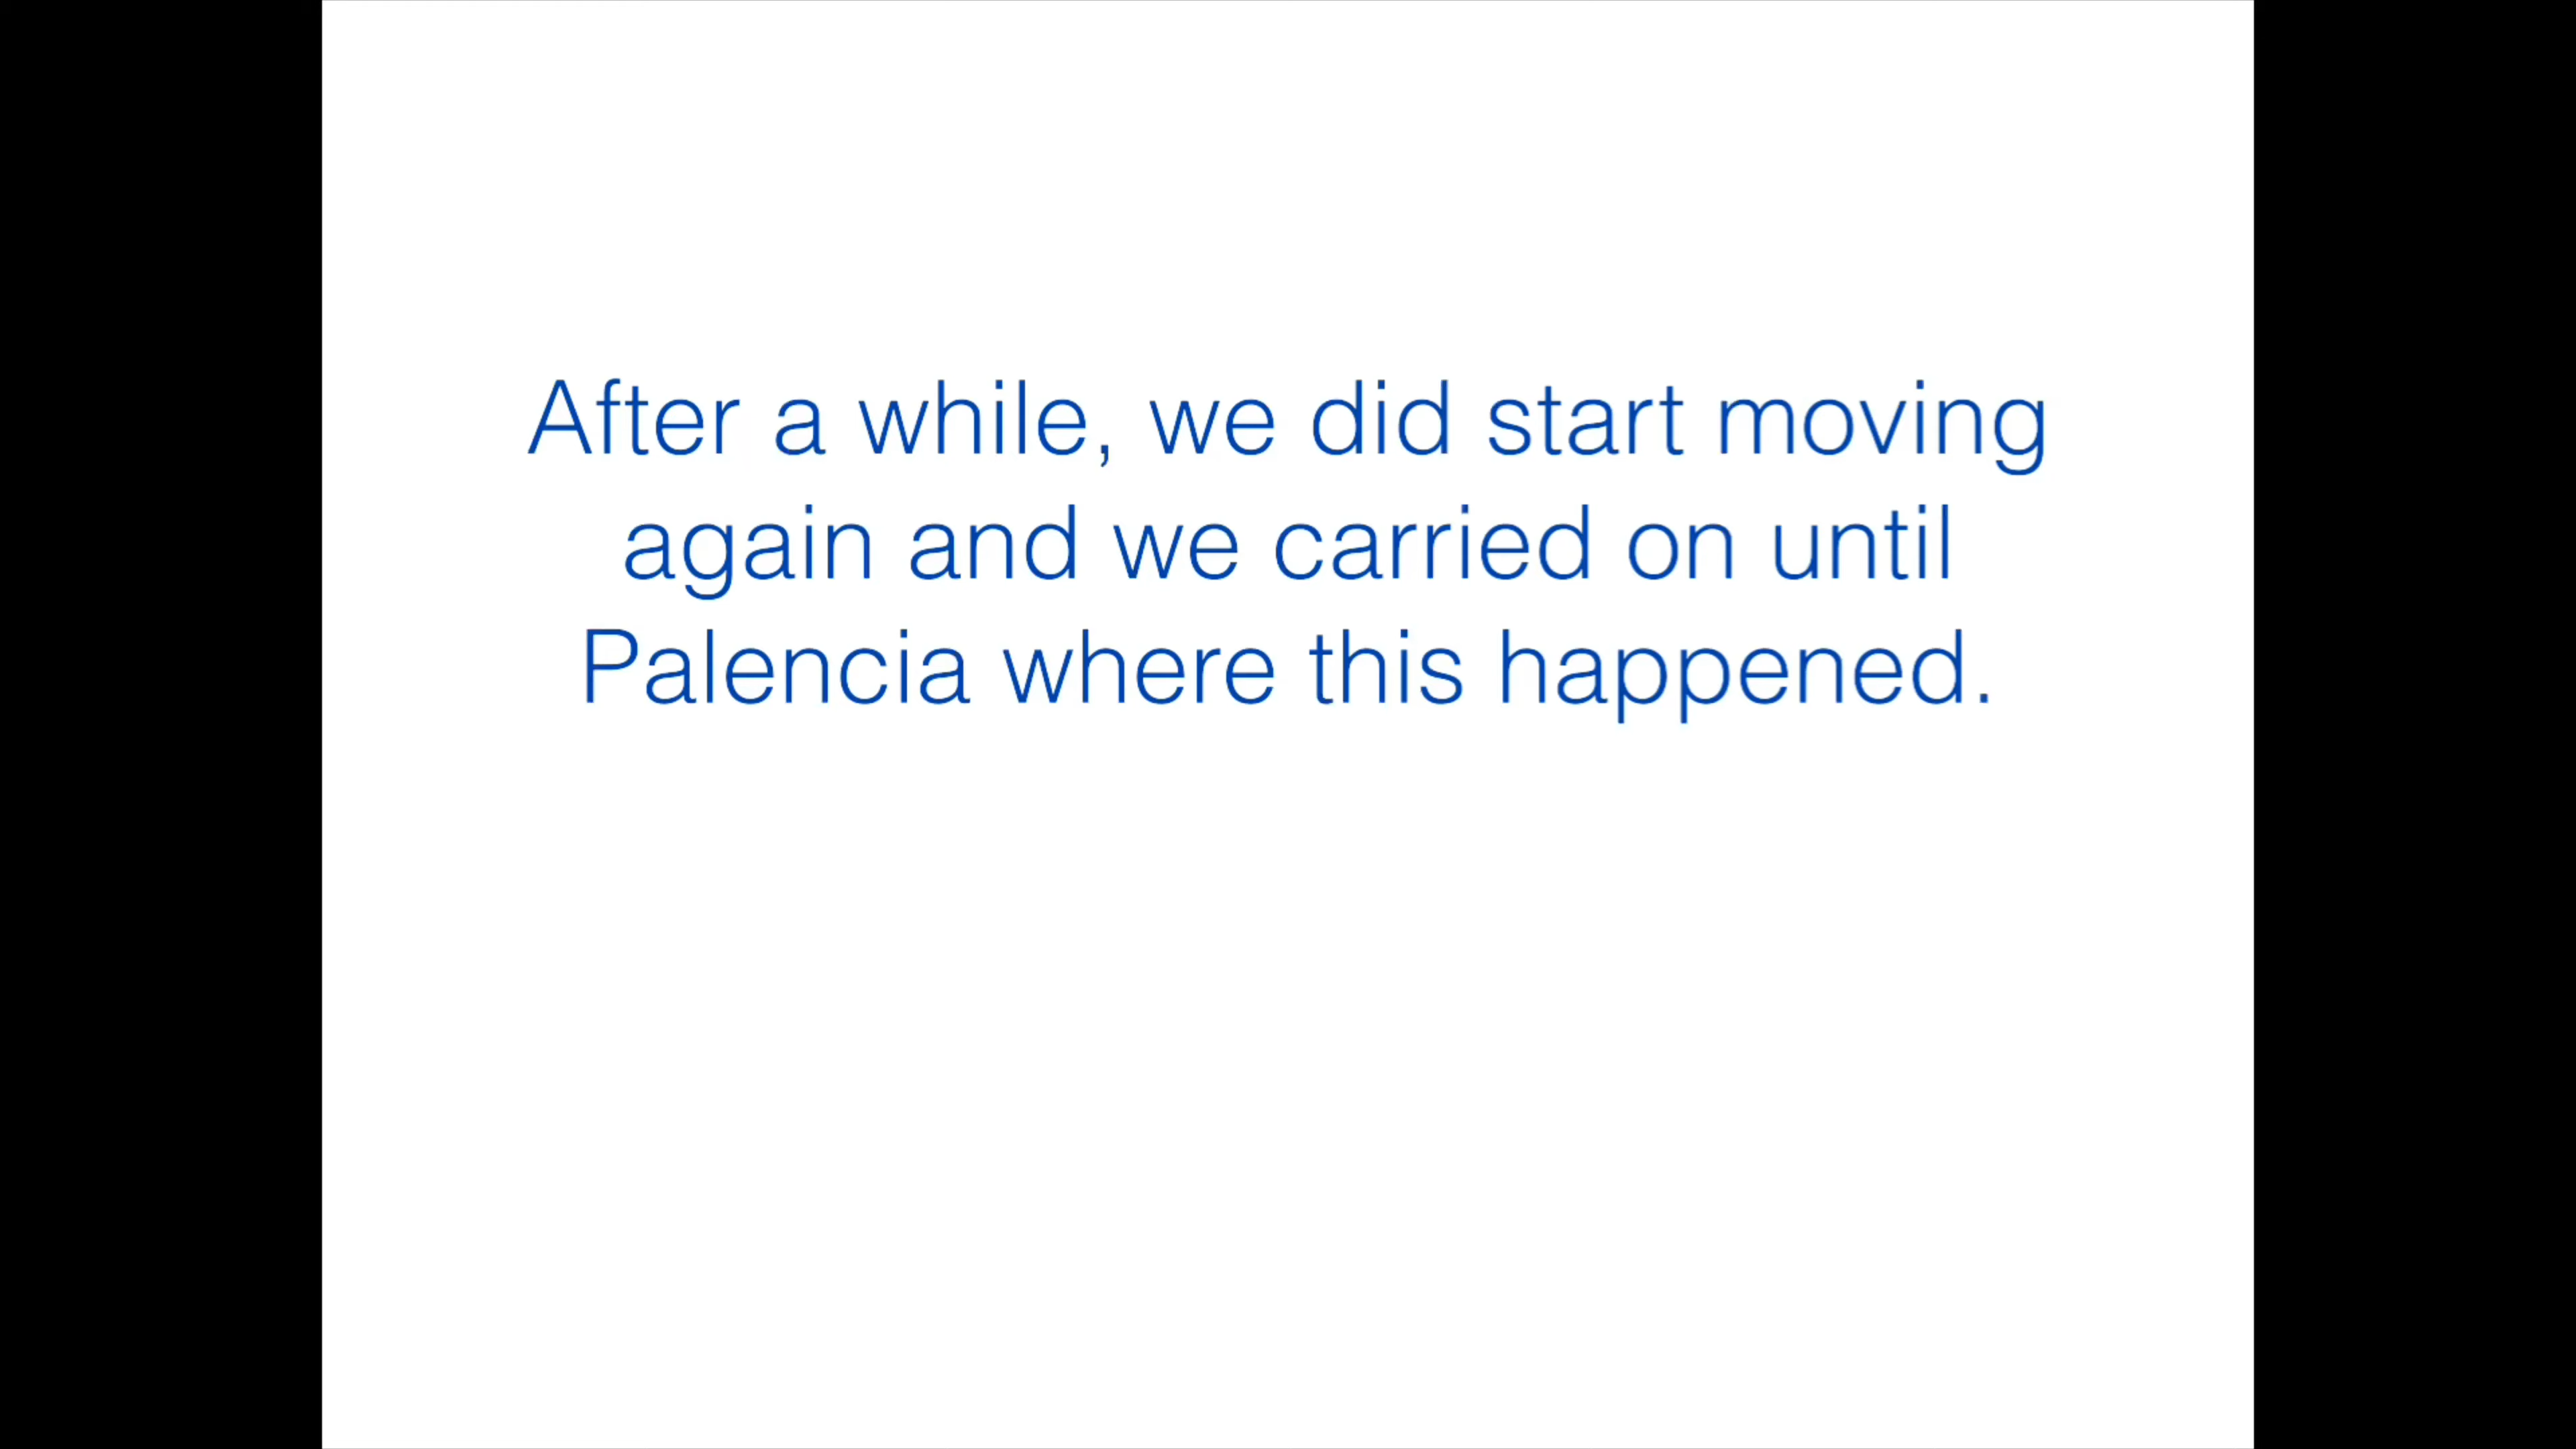 After a while, we did start moving
again and we carried on until
Palencia where this happened.